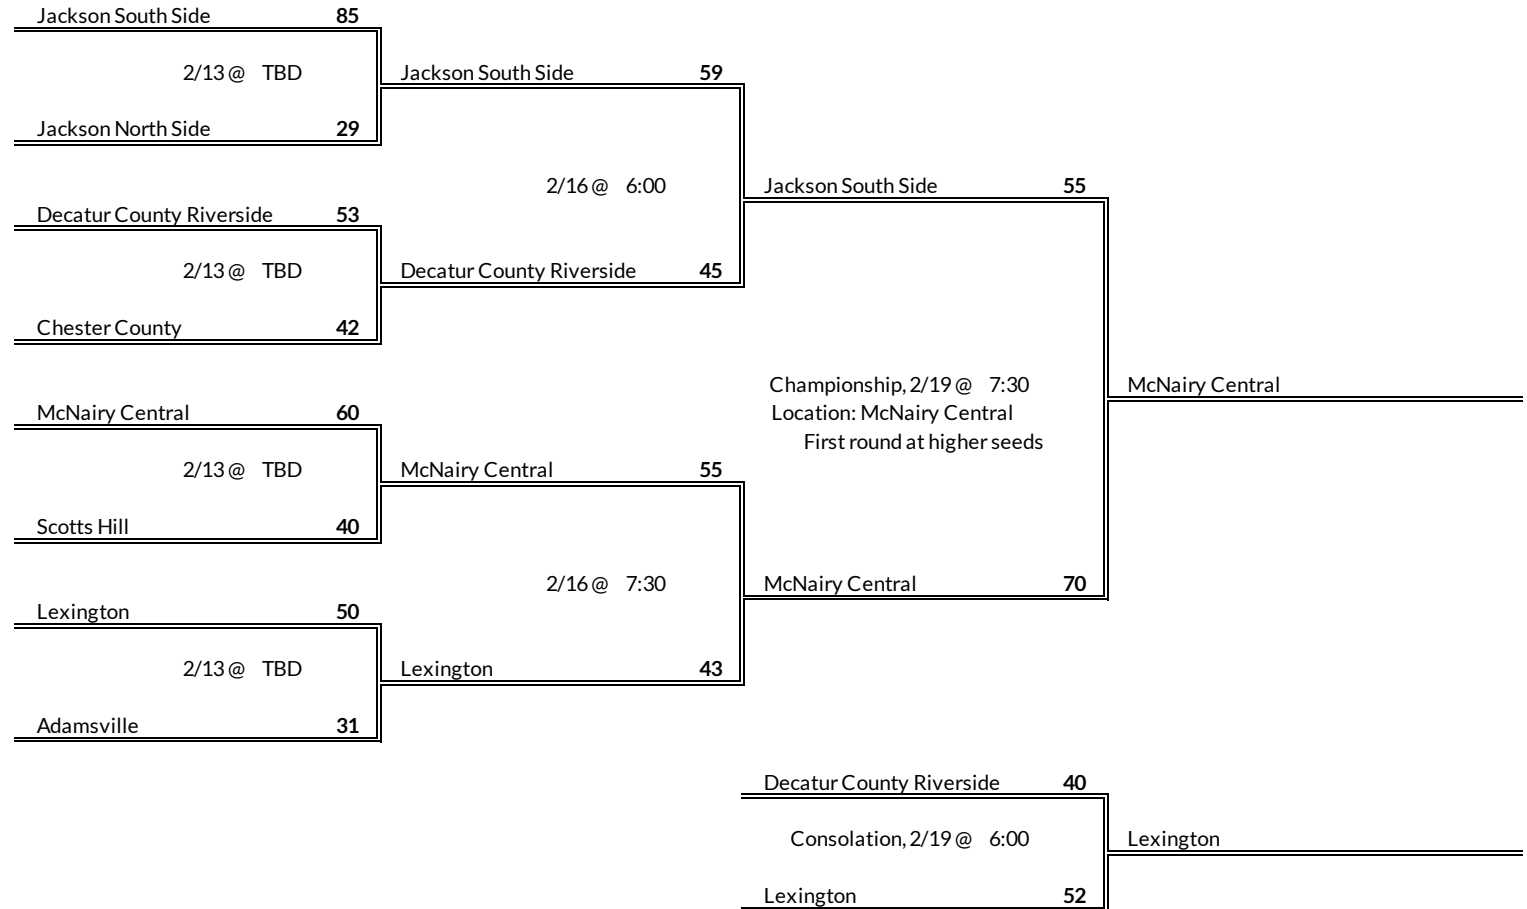 Jackson South Side 85
2/13 @ TBD
Jackson South Side 59
Jackson North Side 29
2/16 @ 6:00
Jackson South Side 55
Decatur County Riverside 53
2/13 @ TBD
Decatur County Riverside 45
Chester County 42
Championship, 2/19 @ 7:30
McNairy Central
McNairy Central 60
Location: McNairy Central
First round at higher seeds
2/13 @ TBD
McNairy Central 55
Scotts Hill 40
2/16 @ 7:30
McNairy Central 70
Lexington 50
2/13 @ TBD
Lexington 43
Adamsville 31
Decatur County Riverside 40
Consolation, 2/19 @ 6:00
Lexington
Lexington 52